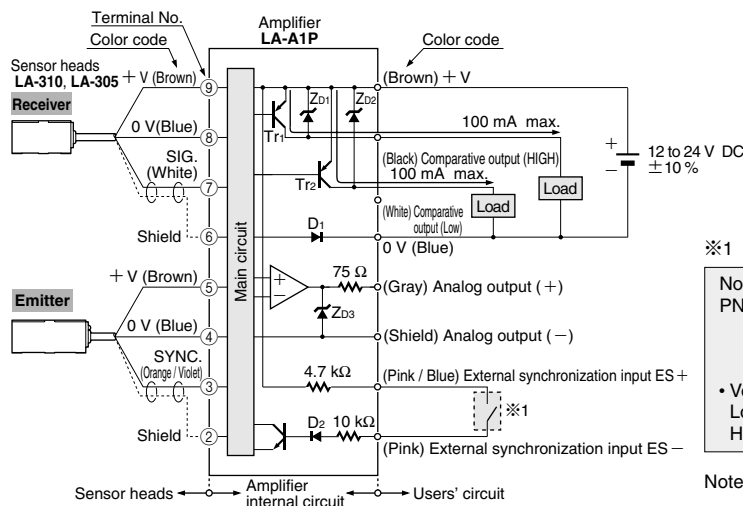 Terminal No.
Color code
Amplifier
LA-A1P
Color code
Sensor heads
LA-310, LA-305
Receiver
+ V (Brown)
9
(Brown) + V
ZD1
ZD2
0 V (Blue)
8
Tr1
100 mA max.
+
−
12 to 24 V DC
±10 %
SIG.
(White)
7
Tr2
(Black) Comparative output (HIGH)
100 mA max.
Load
Load
(White) Comparative
output (Low)
Shield
6
D1
0 V (Blue)
Main circuit
※1
Emitter
+ V (Brown)
5
+
−
75 Ω
(Gray) Analog output (+)
ZD3
0 V (Blue)
4
(Shield) Analog output (−)
SYNC.
(Orange / Violet)
3
4.7 kΩ
(Pink / Blue) External synchronization input ES +
※1
Shield
2
D2
10 kΩ
(Pink) External synchronization input ES −
Sensor heads
Amplifier
internal circuit
Users' circuit
PN
• V
Note